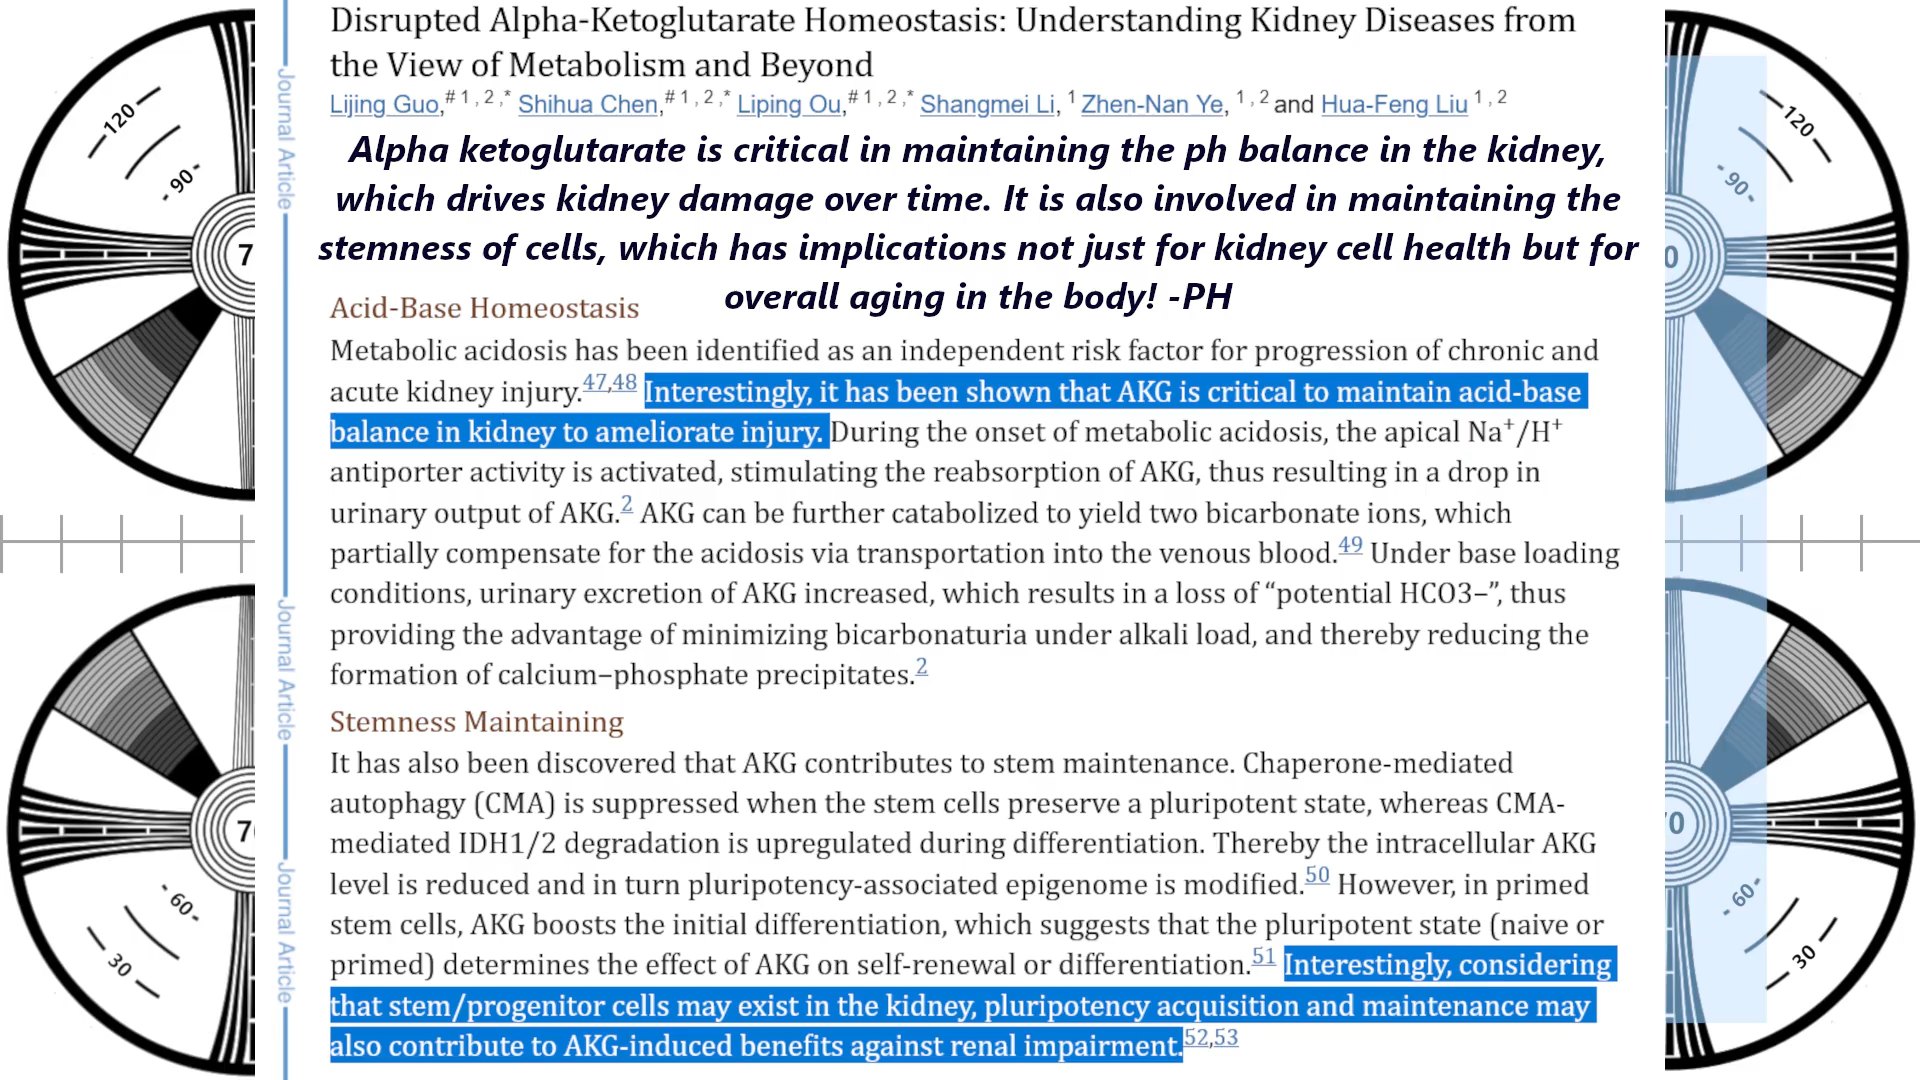 Disrupted Alpha-Ketoglutarate Homeostasis: Understanding Kidney Diseases from
the View of Metabolism and Beyond
Lijing Guo,# 1, 2 ,* Shihua Chen,# 1, 2 ,* Liping Ou,# 1, 2 ,* Shangmei Li, 1 Zhen-Nan Ye, 1, 2 and Hua-Feng Liu 1, 2
Alpha ketoglutarate is critical in maintaining the ph balance in the kidney,
which drives kidney damage over time. It is also involved in maintaining the
stemness of cells, which has implications not just for kidney cell health but for
overall aging in the body! -PH
Acid-Base Homeostasis
Metabolic acidosis has been identified as an independent risk factor for progression of chronic and
acute kidney injury.47,48 Interestingly, it has been shown that AKG is critical to maintain acid-base
balance in kidney to ameliorate injury. During the onset of metabolic acidosis, the apical Na+/H+
antiporter activity is activated, stimulating the reabsorption of AKG, thus resulting in a drop in
urinary output of AKG.2 AKG can be further catabolized to yield two bicarbonate ions, which
partially compensate for the acidosis via transportation into the venous blood.49 Under base loading
conditions, urinary excretion of AKG increased, which results in a loss of “potential HCO3−”, thus
providing the advantage of minimizing bicarbonaturia under alkali load, and thereby reducing the
formation of calcium–phosphate precipitates.2
Stemness Maintaining
It has also been discovered that AKG contributes to stem maintenance. Chaperone-mediated
autophagy (CMA) is suppressed when the stem cells preserve a pluripotent state, whereas CMA-
mediated IDH1/2 degradation is upregulated during differentiation. Thereby the intracellular AKG
level is reduced and in turn pluripotency-associated epigenome is modified.50 However, in primed
stem cells, AKG boosts the initial differentiation, which suggests that the pluripotent state (naive or
primed) determines the effect of AKG on self-renewal or differentiation.51 Interestingly, considering
that stem/progenitor cells may exist in the kidney, pluripotency acquisition and maintenance may
also contribute to AKG-induced benefits against renal impairment.52,53
Journal Article
Journal Article
Journal Article
120
- 90 -
7
7
- 60 -
30
120
- 90 -
0
0
- 60 -
30